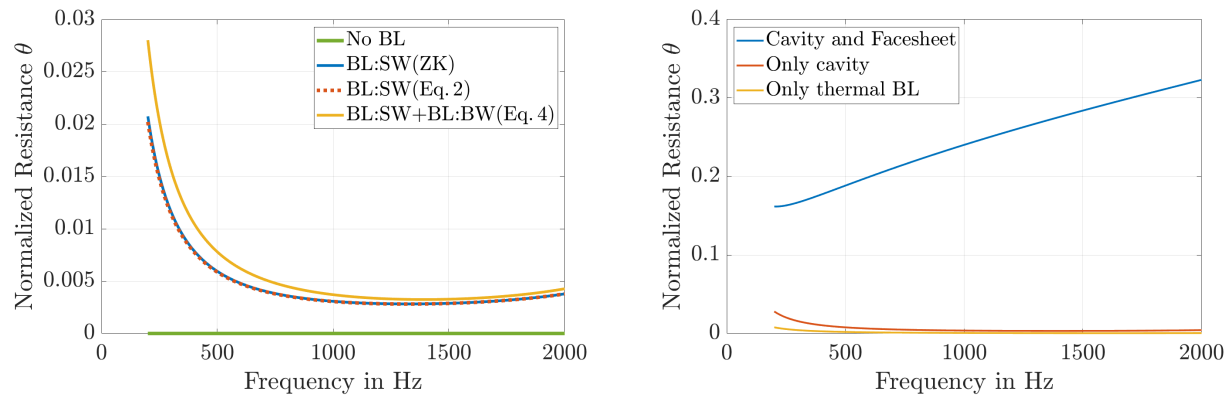 Normalized Resistance θ
0.03
0.025
0.02
0.015
0.01
0.005
0
No BL
BL:SW(ZK)
BL:SW(Eq. 2)
BL:SW+BL:BW(Eq. 4)
0 500 1000 1500 2000
Frequency in Hz
Normalized Resistance θ
0.4
0.3
0.2
0.1
0
Cavity and Facesheet
Only cavity
Only thermal BL
0 500 1000 1500 2000
Frequency in Hz